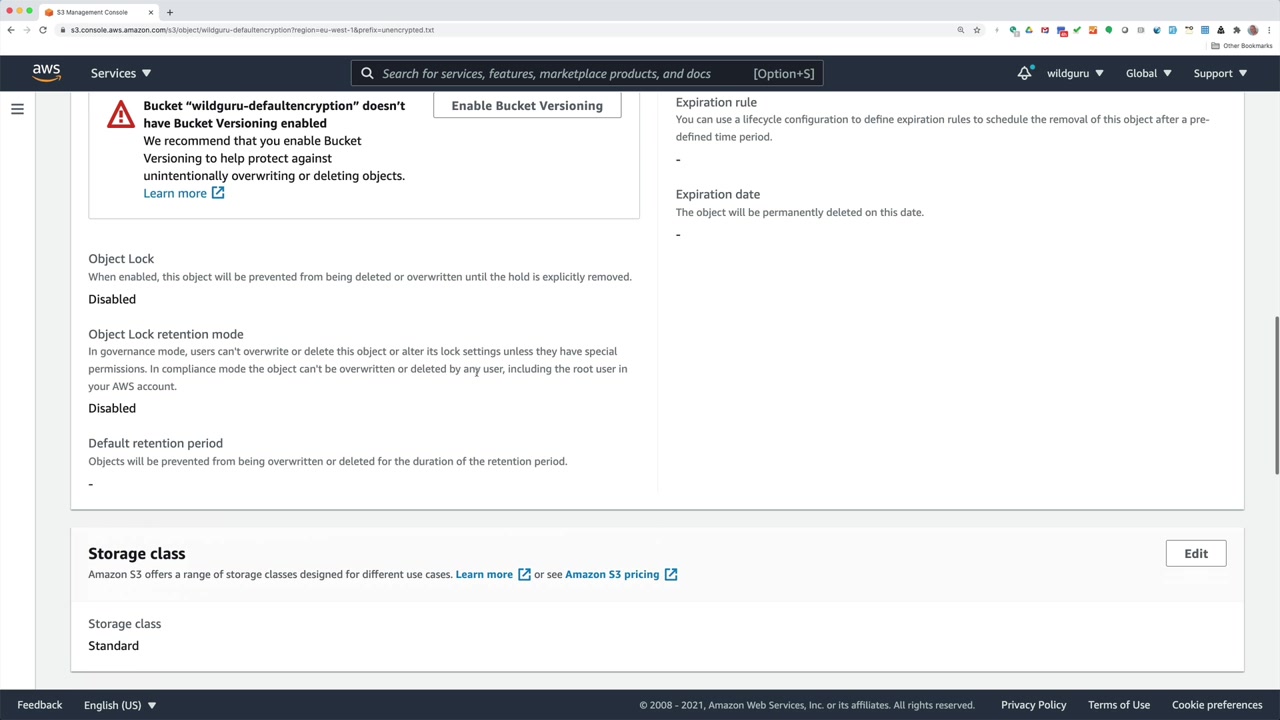 S3 Management Console
s3.console.aws.amazon.com/s3/object/wildguru-defaultencryption?region=eu-west-1&prefix=unencrypted.txt
Other Bookmarks
aws
Services
Search for services, features, marketplace products, and docs
[Option+S]
wildguru
Global
Support
Bucket “wildguru-defaultencryption” doesn’t
have Bucket Versioning enabled
We recommend that you enable Bucket
Versioning to help protect against
unintentionally overwriting or deleting objects.
Learn more
Enable Bucket Versioning
Object Lock
When enabled, this object will be prevented from being deleted or overwritten until the hold is explicitly removed.
Disabled
Object Lock retention mode
In governance mode, users can't overwrite or delete this object or alter its lock settings unless they have special
permissions. In compliance mode the object can't be overwritten or deleted by any user, including the root user in
your AWS account.
Disabled
Default retention period
Objects will be prevented from being overwritten or deleted for the duration of the retention period.
-
Expiration rule
You can use a lifecycle configuration to define expiration rules to schedule the removal of this object after a pre-
defined time period.
-
Expiration date
The object will be permanently deleted on this date.
-
Storage class
Edit
Amazon S3 offers a range of storage classes designed for different use cases. Learn more or see Amazon S3 pricing
Storage class
Standard
Feedback
English (US)
© 2008 - 2021, Amazon Web Services, Inc. or its affiliates. All rights reserved.
Privacy Policy
Terms of Use
Cookie preferences